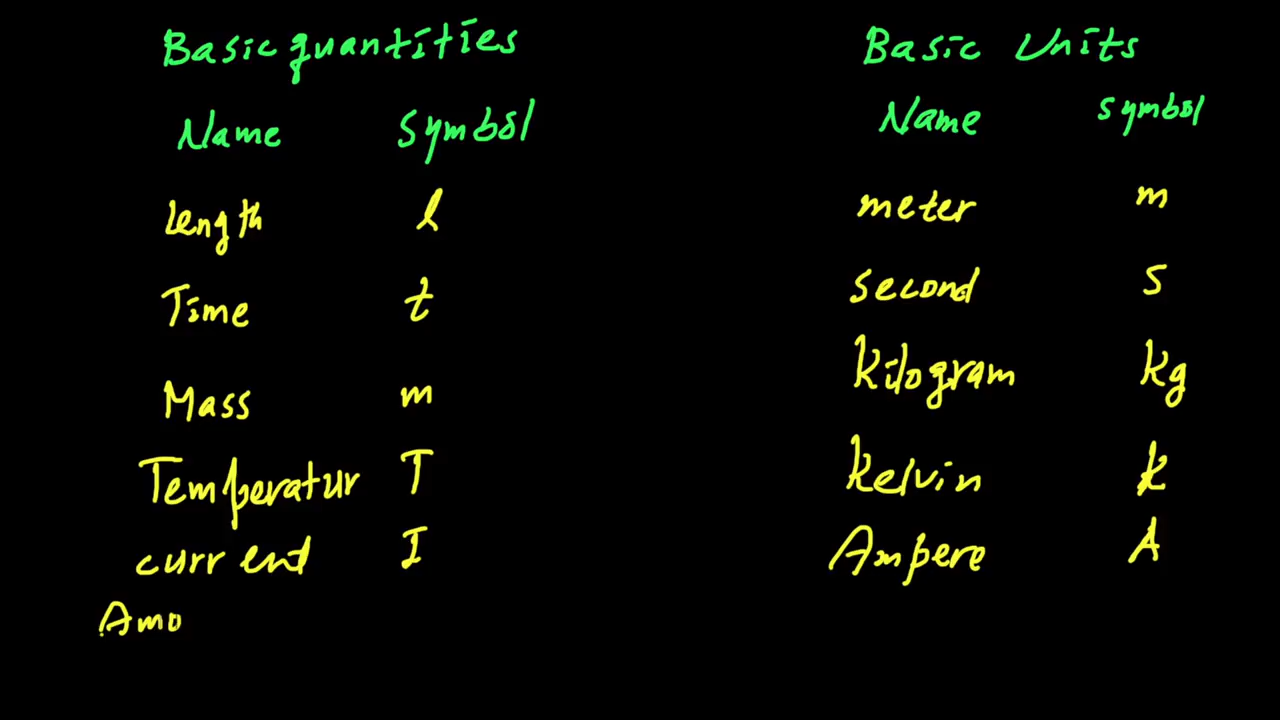 Basic quantities Basic Units
Name Symbol Name Symbol
Length l meter m
Time t second s
Mass m Kilogram kg
Temperatur T Kelvin k
current I Ampere A
Amo